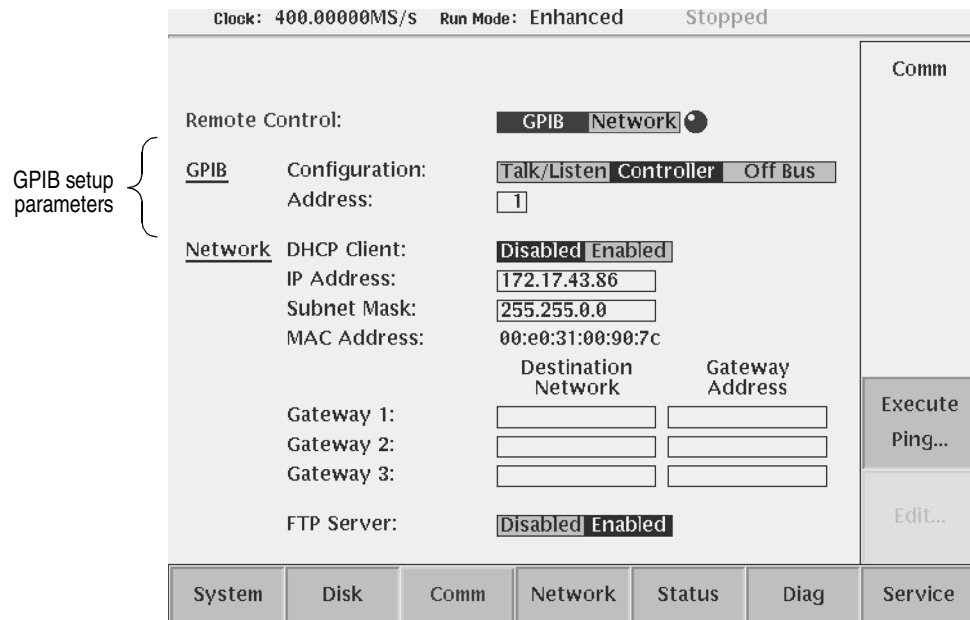 Clock: 400.00000MS/s Run Mode: Enhanced Stopped
Comm
Remote Control: GPIB Network
GPIB setup
parameters
GPIB Configuration: Talk/Listen Controller Off Bus
Address: 1
Network DHCP Client: Disabled Enabled
IP Address: 172.17.43.86
Subnet Mask: 255.255.0.0
MAC Address: 00:e0:31:00:90:7c
Destination Network Gateway Address
Gateway 1:
Gateway 2:
Gateway 3:
Execute
Ping...
Edit...
FTP Server: Disabled Enabled
System Disk Comm Network Status Diag Service